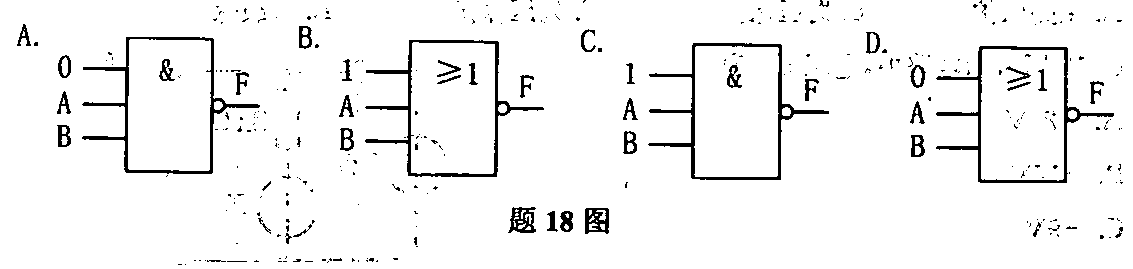 A. B. C. D.
0 & F 1 ≥1 F 1 & F 0 ≥1 F
A A A A
B B B B
题 18 图